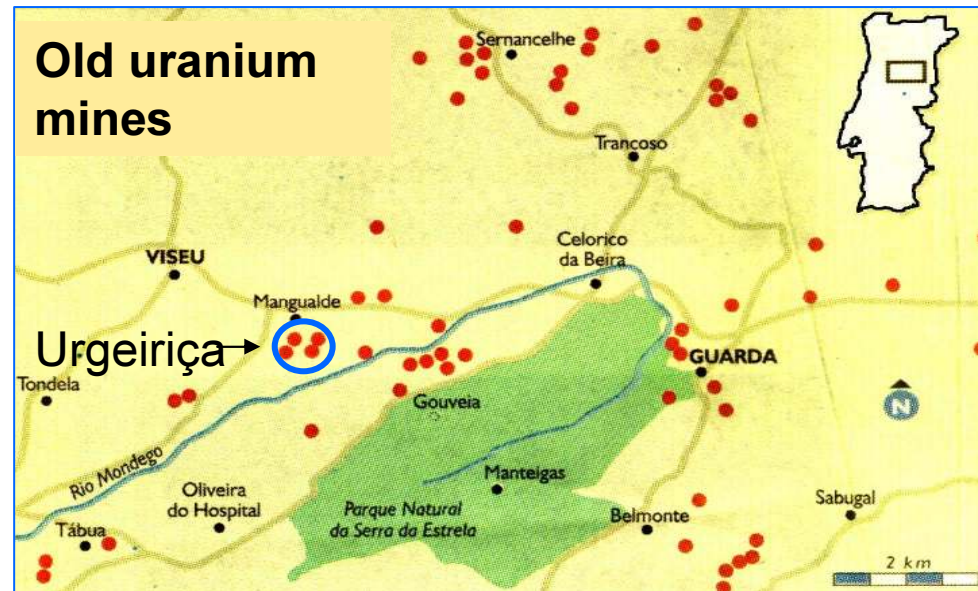 Old uranium
mines
Sernancelhe
Trancoso
VISEU
Celorico
da Beira
Mangualde
Urgeiriça
GUARDA
Tondela
Gouveia
N
Rio Mondego
Manteigas
Oliveira
do Hospital
Parque Natural
da Serra da Estrela
Sabugal
Belmonte
Tábua
2 km